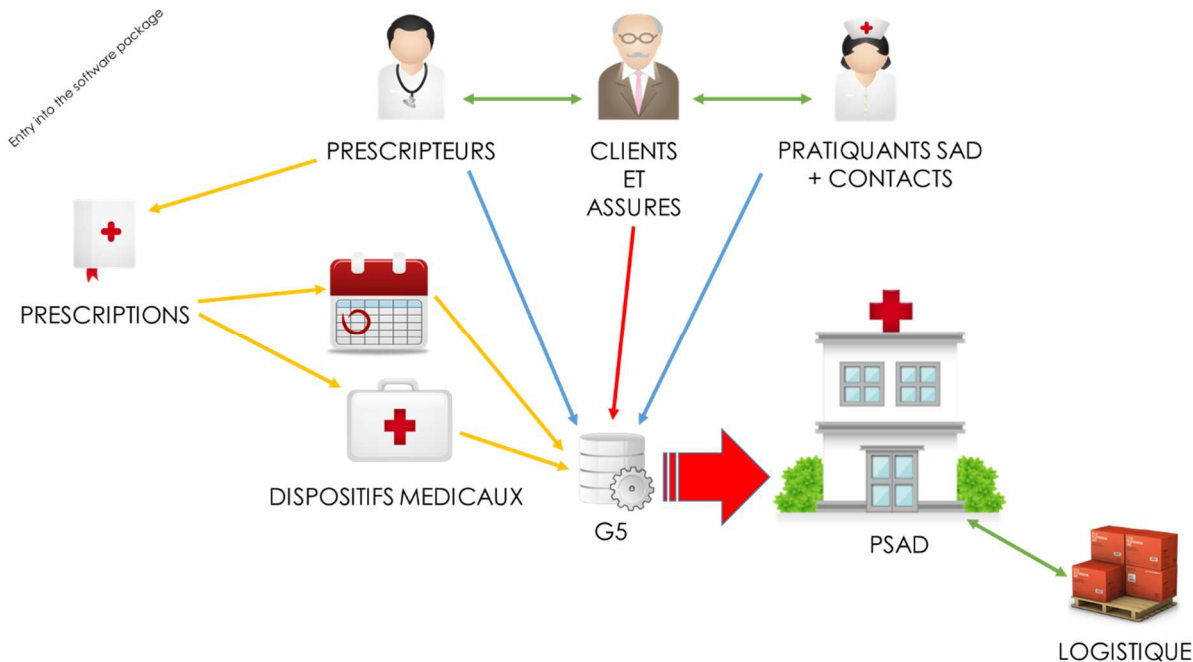 Entry into the software package
PRESCRIPTEURS
CLIENTS
ET
ASSURES
PRATIQUANTS SAD
+ CONTACTS
PRESCRIPTIONS
DISPOSITIFS MEDICAUX
G5
PSAD
LOGISTIQUE